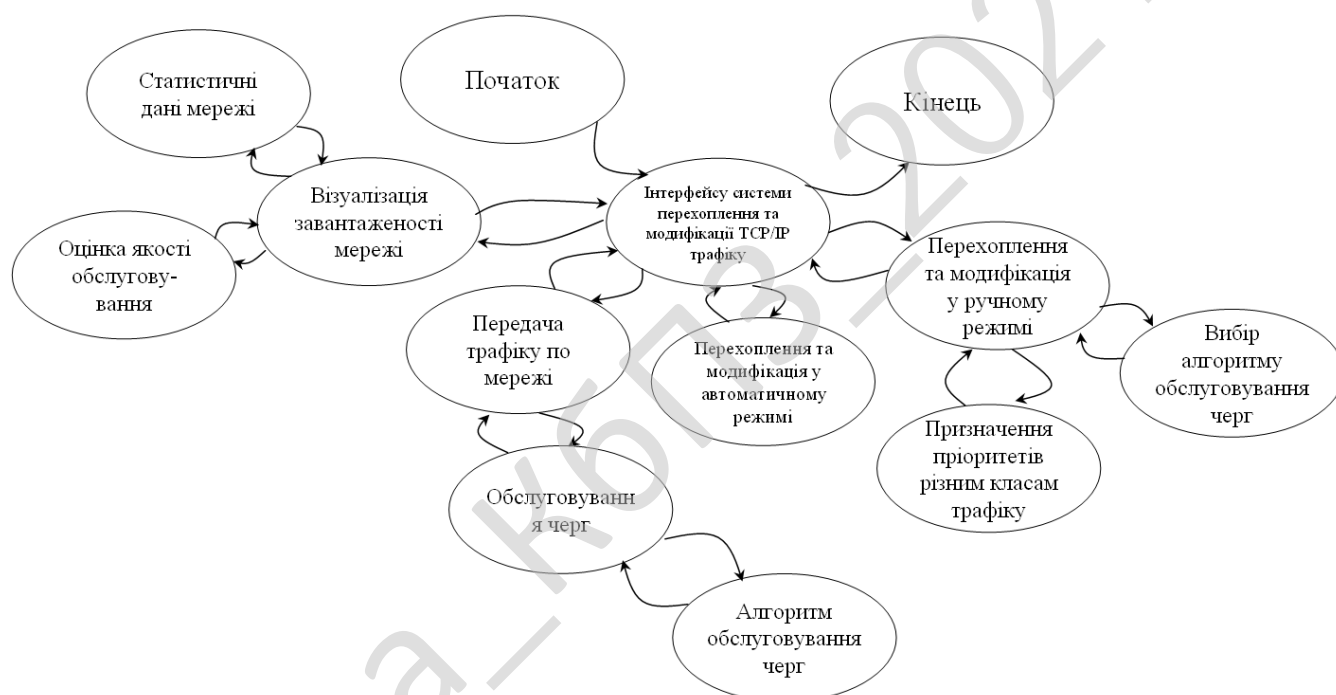 Статистичні
дані мережі
Початок
Кінець
Візуалізація
завантаженості
мережі
Інтерфейсу системи
перехоплення та
модифікації TCP/IP
трафіку
Оцінка якості
обслугову-
вання
Перехоплення
та модифікація
у ручному
режимі
Передача
трафіку по
мережі
Перехоплення та
модифікація у
автоматичному
режимі
Вибір
алгоритму
обслуговування
черг
Призначення
пріоритетів
різним класам
трафіку
Обслуговуванн
я черг
Алгоритм
обслуговування
черг
а_КбПЗ_202